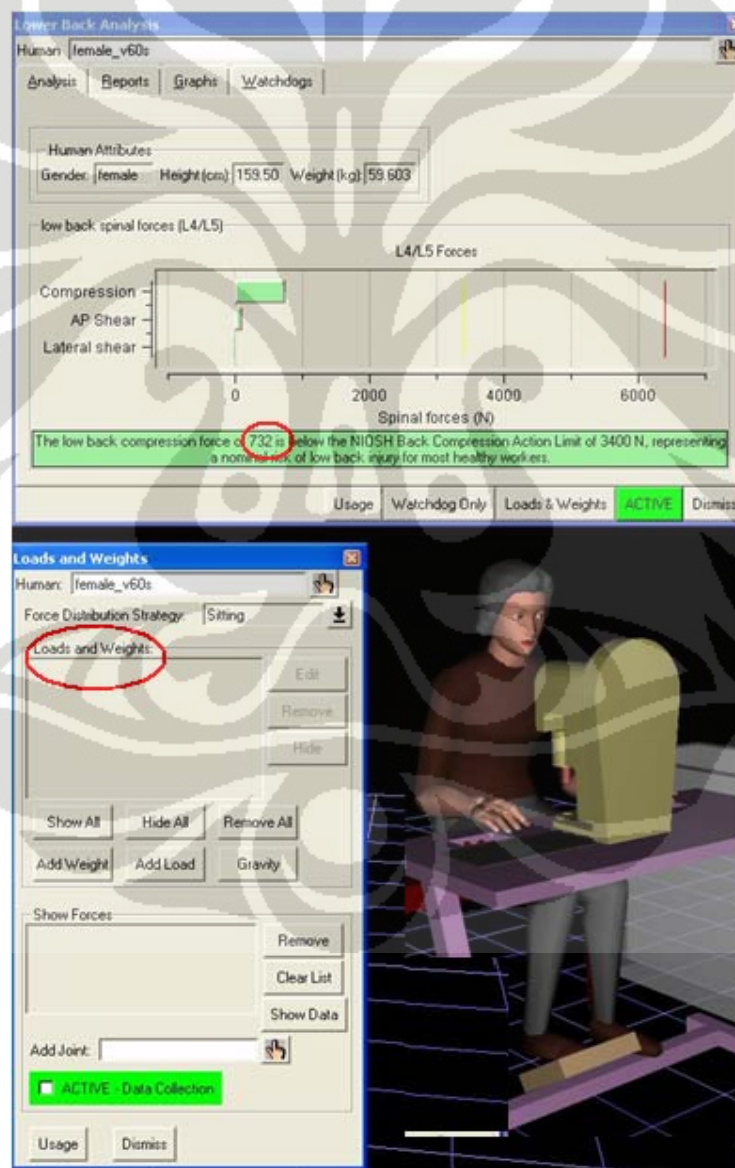 Lower Back Analysis
Human female_v60s
Analysis Reports Graphs Watchdogs
Human Attributes
Gender: female Height (cm) 159.50 Weight (kg) 59.603
low back spinal forces (L4/L5)
L4/L5 Forces
Compression
AP Shear
Lateral shear
0 2000 4000 6000
Spinal forces (N)
The low back compression force of 732 is below the NIOSH Back Compression Action Limit of 3400 N, representing
a nominal risk of low back injury for most healthy workers.
Usage Watchdog Only Loads & Weights ACTIVE Dismiss
Loads and Weights
Human: female_v60s
Force Distribution Strategy: Sitting
Loads and Weights:
Edit
Remove
Hide
Show All Hide All Remove All
Add Weight Add Load Gravity
Show Forces
Remove
Clear List
Show Data
Add Joint:
ACTIVE - Data Collection
Usage Dismiss